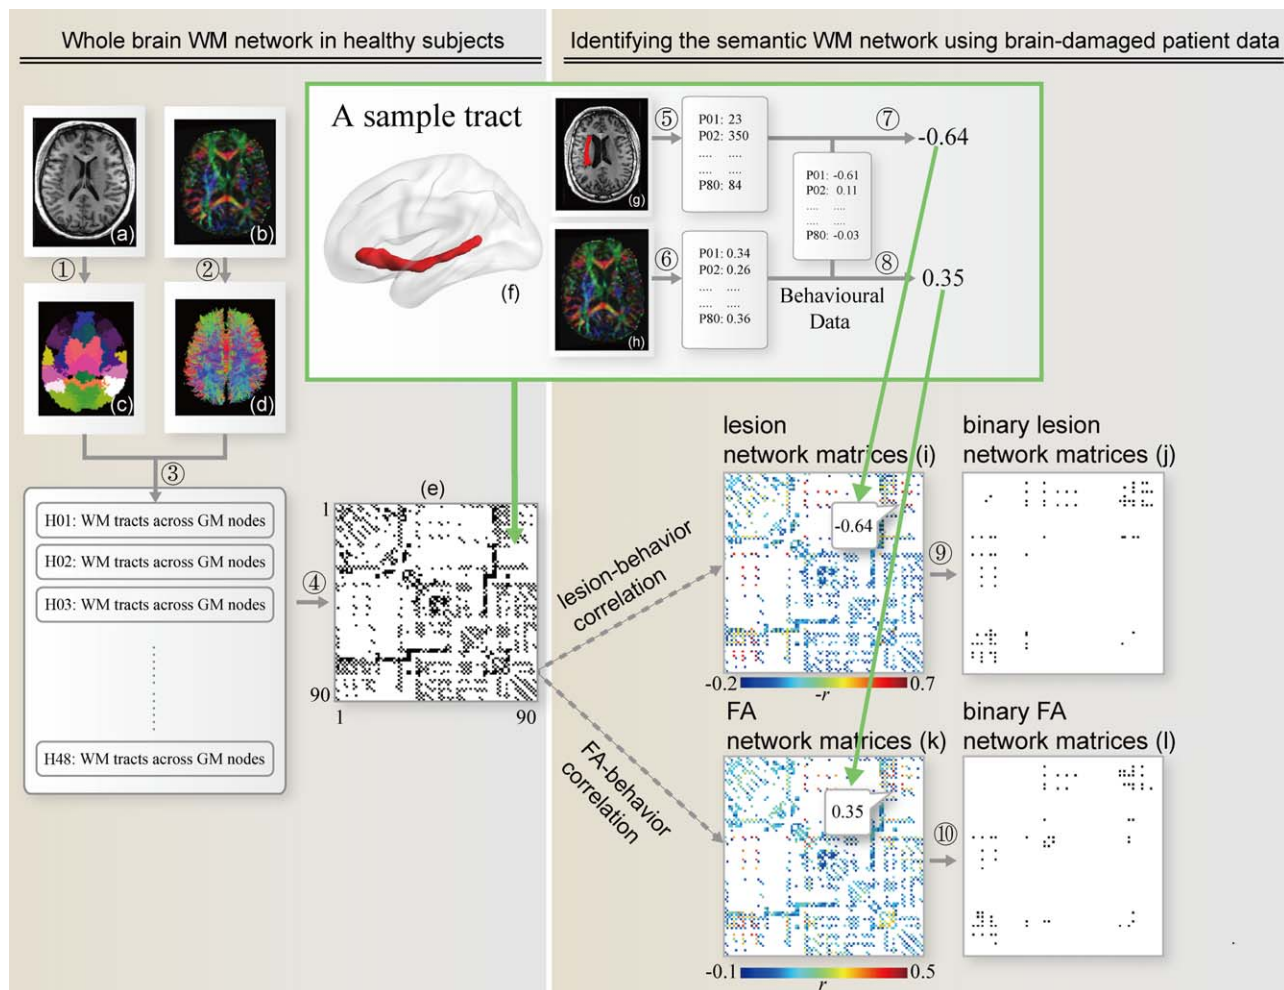 Whole brain WM network in healthy subjects
Identifying the semantic WM network using brain-damaged patient data
(a)
(b)
①
②
(c)
(d)
③
H01: WM tracts across GM nodes
H02: WM tracts across GM nodes
H03: WM tracts across GM nodes
H48: WM tracts across GM nodes
④
A sample tract
(f)
(g)
⑤
P01: 23
P02: 350
.... ....
.... ....
P80: 84
⑦
-0.64
P01: -0.61
P02: 0.11
.... ....
.... ....
P80: -0.03
(h)
⑥
P01: 0.34
P02: 0.26
.... ....
.... ....
P80: 0.36
⑧
0.35
Behavioural
Data
(e)
1
90
1
90
lesion-behavior
correlation
FA-behavior
correlation
lesion
network matrices (i)
-0.64
-0.2
0.7
-r
⑨
binary lesion
network matrices (j)
FA
network matrices (k)
0.35
-0.1
0.5
r
⑩
binary FA
network matrices (l)